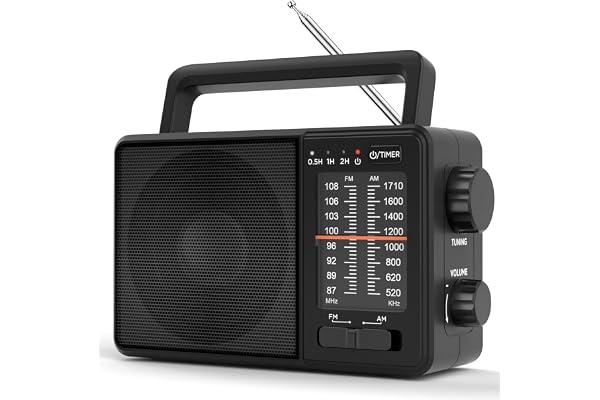 0.5H 1H 2H ⏻
⏻/TIMER
FM AM
108 1710
106 1600
103 1400
100 1200
96 1000
92 800
89 620
87 520
MHz KHz
FM AM
TUNING
VOLUME